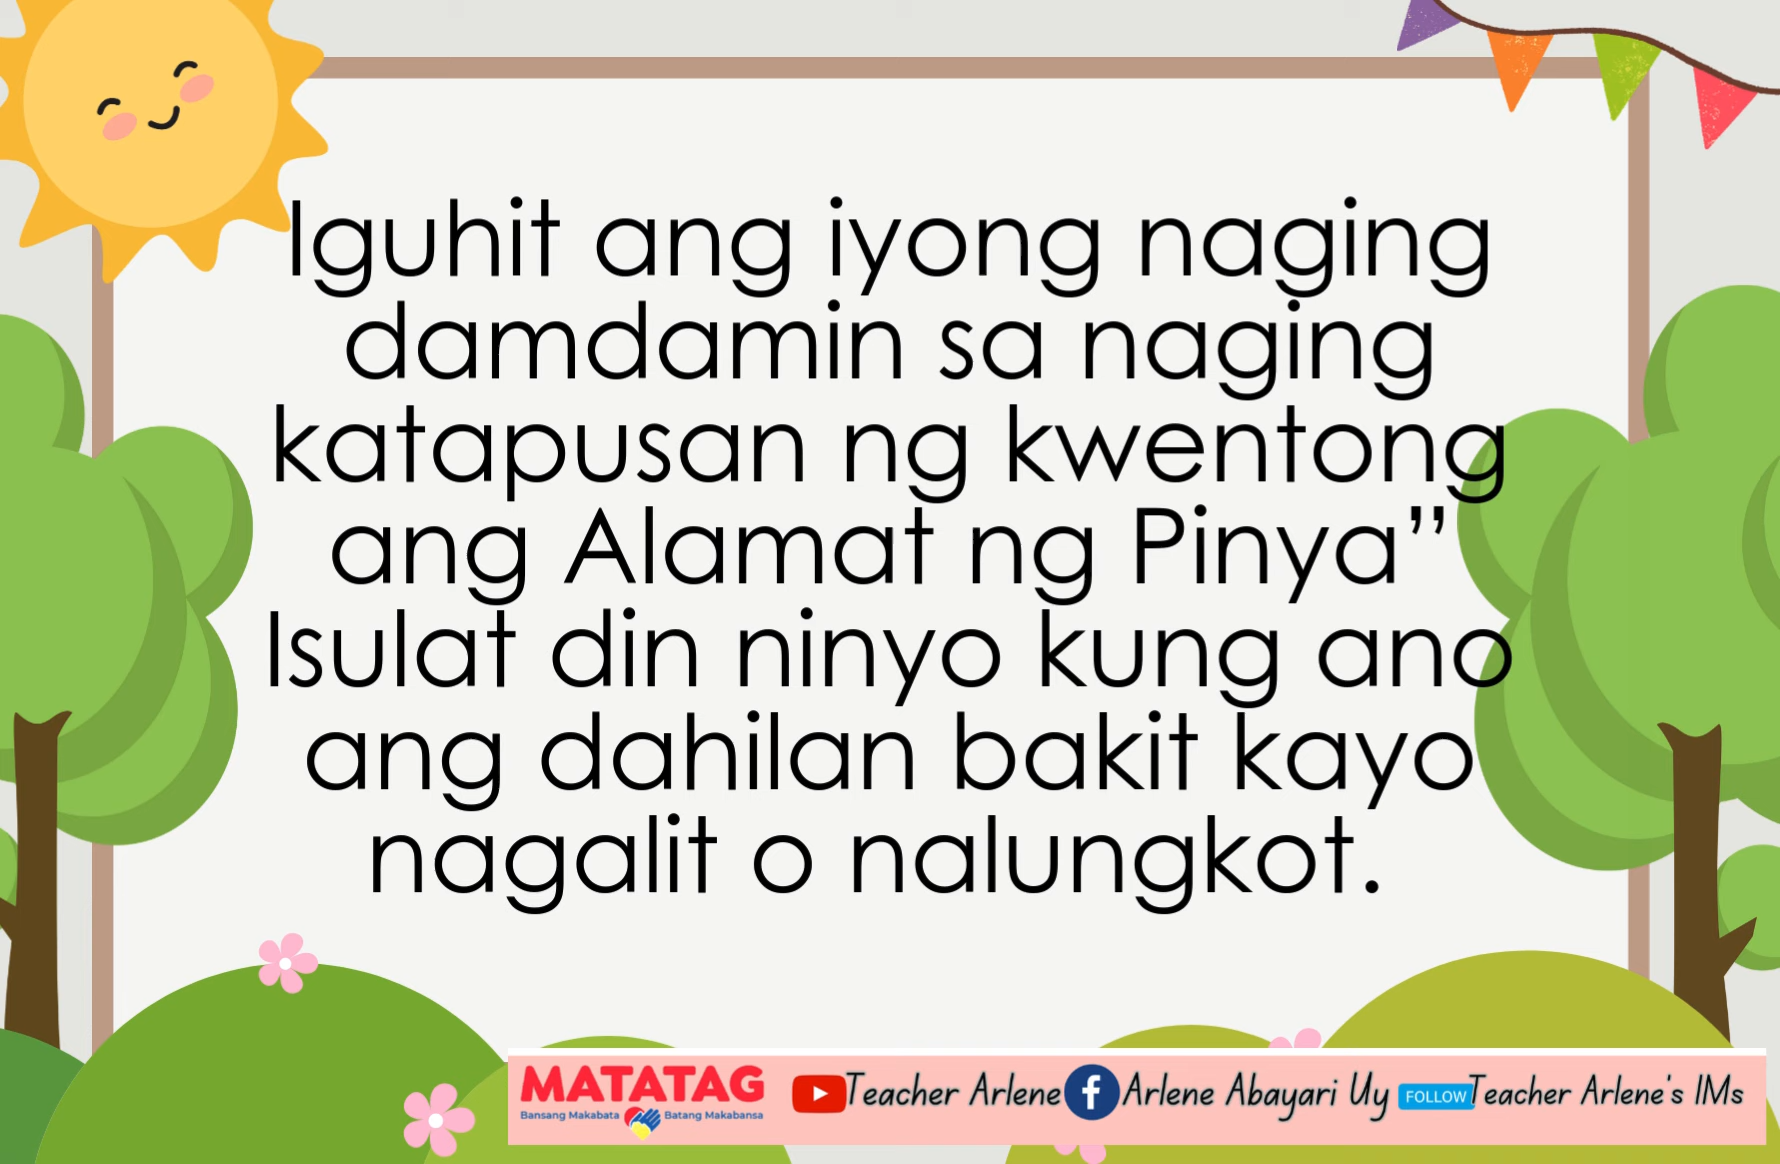 Iguhit ang iyong naging
damdamin sa naging
katapusan ng kwentong
ang Alamat ng Pinya”
Isulat din ninyo kung ano
ang dahilan bakit kayo
nagalit o nalungkot.
MATATAG
Bansang Makabata Batang Makabansa
Teacher Arlene
Arlene Abayari Uy
FOLLOW
Teacher Arlene's IMs